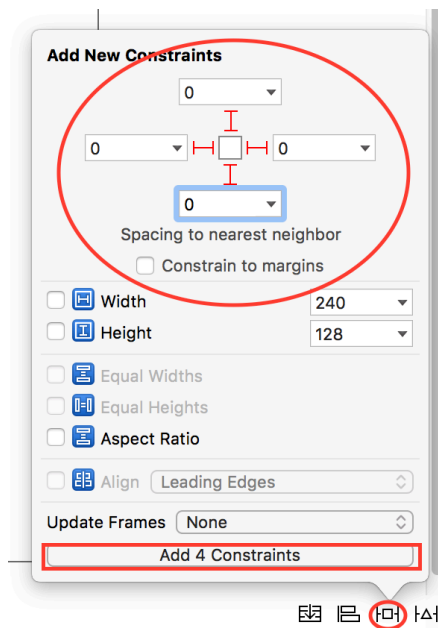 Add New Constraints
0
0
0
0
Spacing to nearest neighbor
Constrain to margins
Width 240
Height 128
Equal Widths
Equal Heights
Aspect Ratio
Align Leading Edges
Update Frames None
Add 4 Constraints